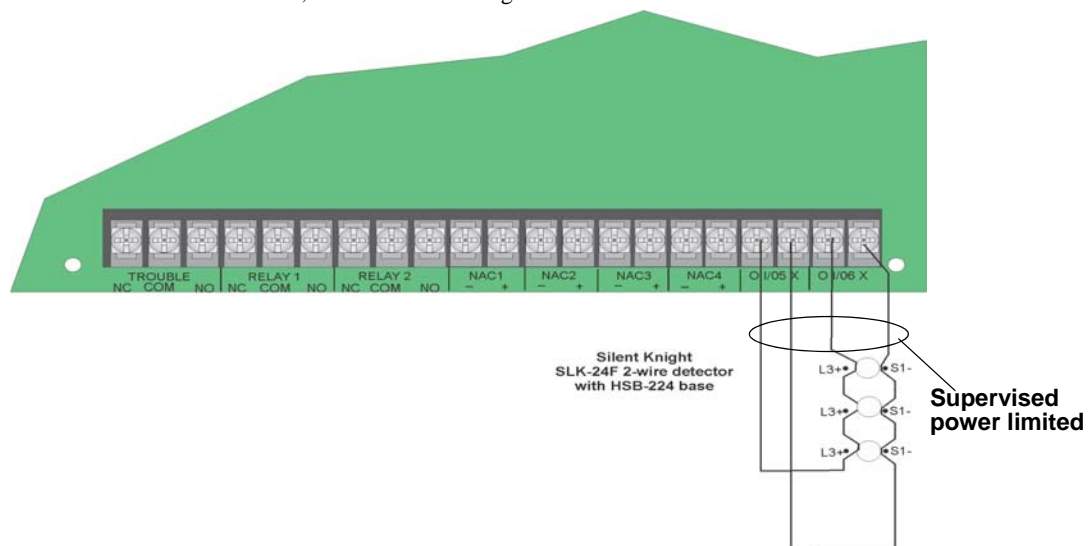 TROUBLE RELAY 1 RELAY 2 NAC1 NAC2 NAC3 NAC4 O I/05 X O I/06 X
NC COM NO NC COM NO NC COM NO – + – + – + – +
Silent Knight
SLK-24F 2-wire detector
with HSB-224 base
L3+ S1-
L3+ S1-
L3+ S1-
Supervised
power limited